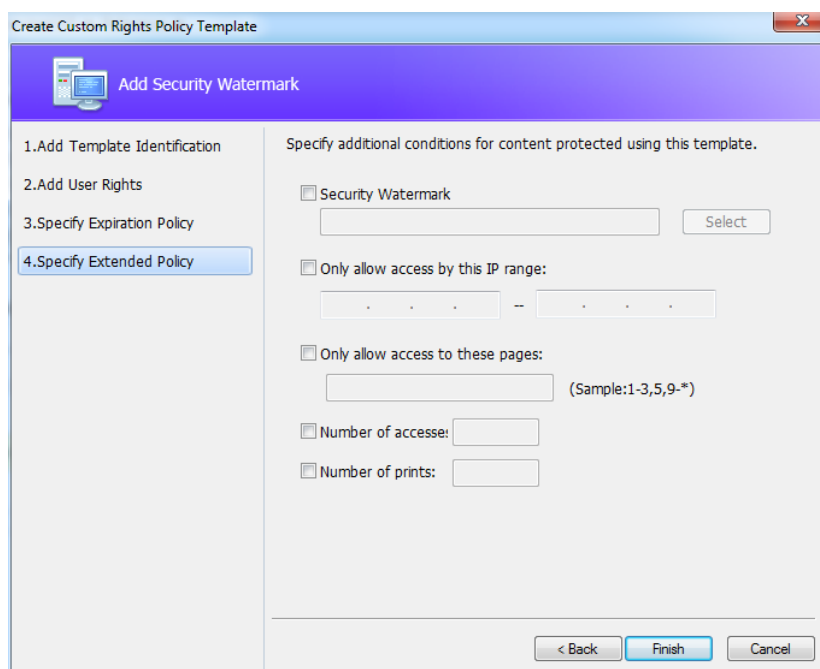 Create Custom Rights Policy Template
Add Security Watermark
1.Add Template Identification
2.Add User Rights
3.Specify Expiration Policy
4.Specify Extended Policy
Specify additional conditions for content protected using this template.
Security Watermark
Select
Only allow access by this IP range:
. . . -- . . .
Only allow access to these pages:
(Sample:1-3,5,9-*)
Number of accesses
Number of prints:
< Back Finish Cancel